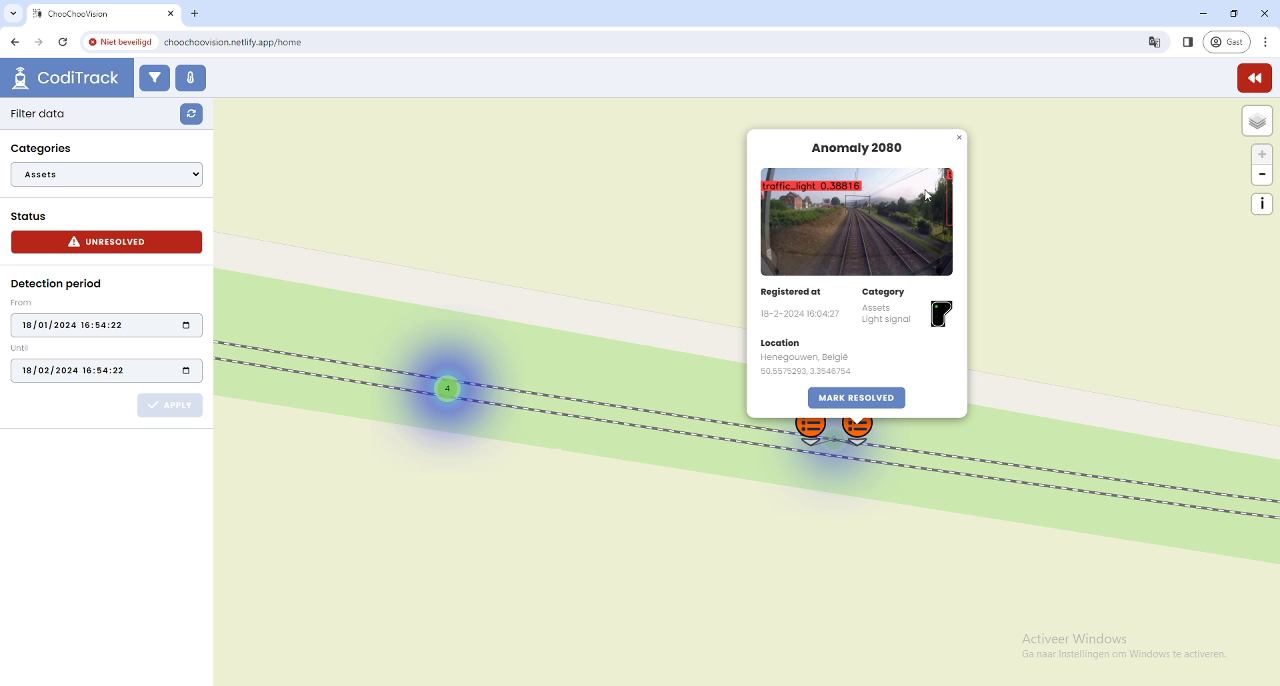 ChooChooVision
Niet beveiligd
choochoovision.netlify.app/home
Gast
CodiTrack
Filter data
Categories
Assets
Status
UNRESOLVED
Detection period
From
18/01/2024 16:54:22
Until
18/02/2024 16:54:22
APPLY
4
Anomaly 2080
traffic_light 0.38816
Registered at
Category
18-2-2024 16:04:27
Assets
Light signal
Location
Henegouwen, België
50.5575293, 3.3546754
MARK RESOLVED
Activeer Windows
Ga naar Instellingen om Windows te activeren.